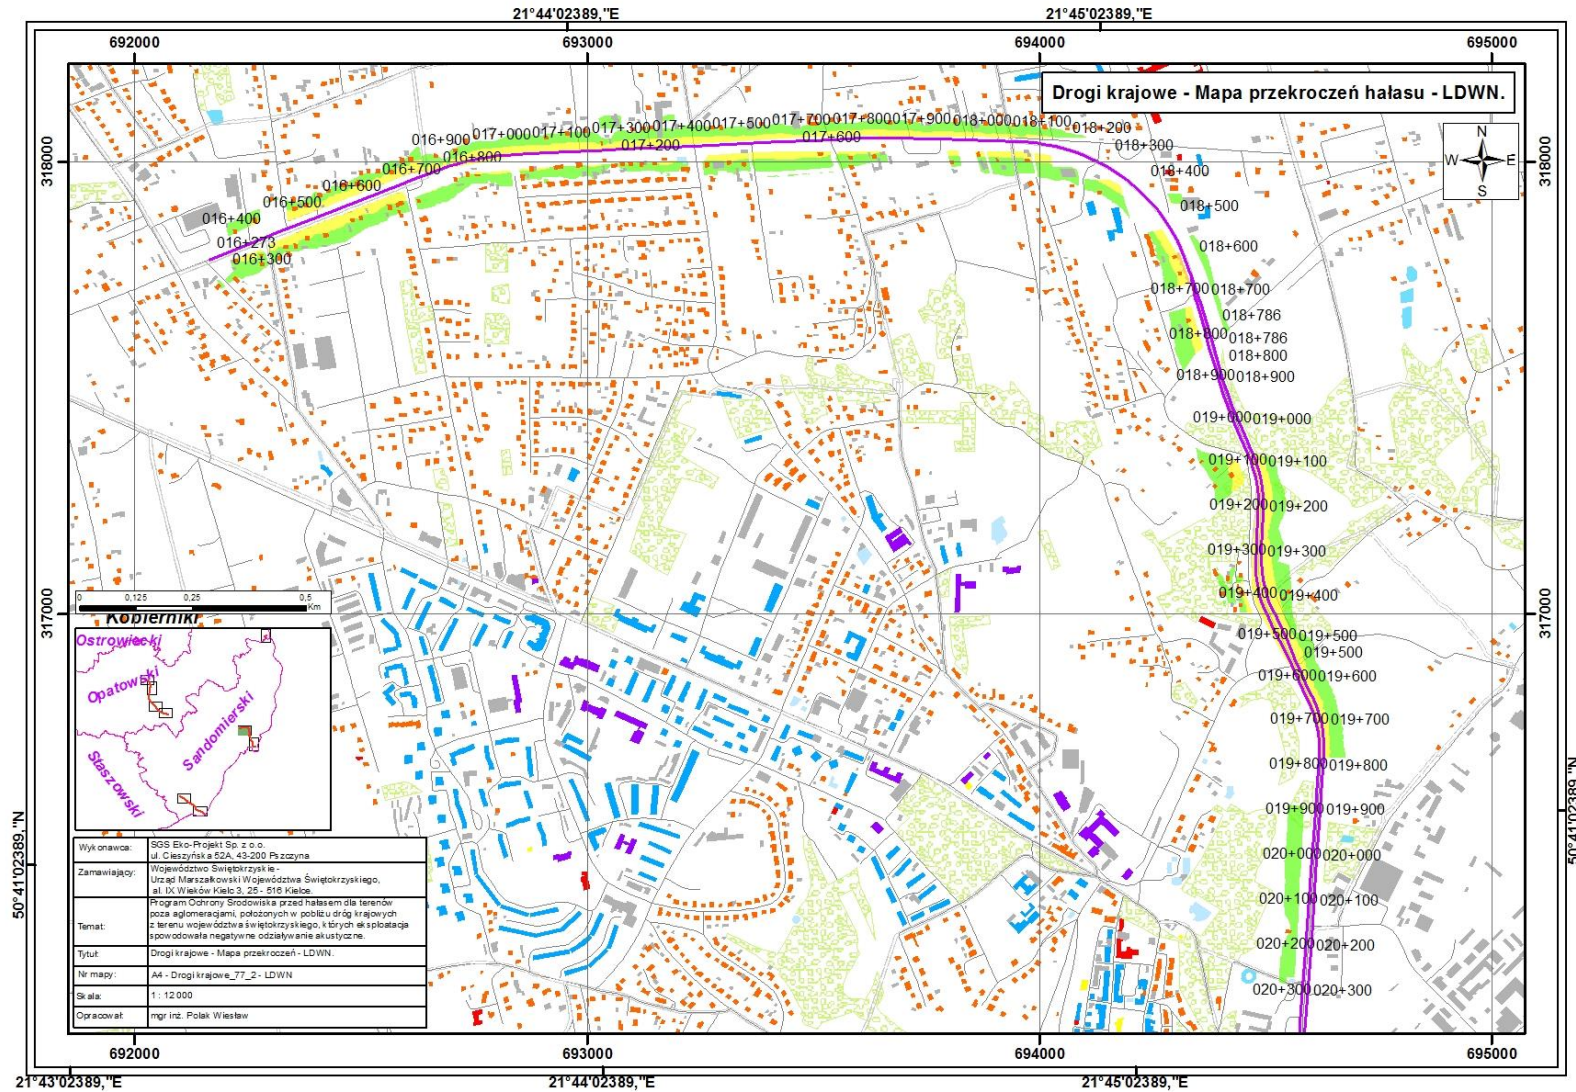 21°44'02389,"E
21°45'02389,"E
692000
693000
694000
695000
Drogi krajowe - Mapa przekroczeń hałasu - LDWN.
N
W
E
S
318000
318000
016+273
016+300
016+400
016+500
016+600
016+700
016+800
016+900
017+000
017+100
017+200
017+300
017+400
017+500
017+600
017+700
017+800
017+900
018+000
018+100
018+200
018+300
018+400
018+500
018+600
018+700
018+700
018+786
018+800
018+786
018+800
018+900
018+900
019+000
019+000
019+100
019+100
019+200
019+200
019+300
019+300
019+400
019+400
019+500
019+500
019+500
019+600
019+600
019+700
019+700
019+800
019+800
019+900
019+900
020+000
020+000
020+100
020+100
020+200
020+200
020+300
020+300
317000
317000
0
0,125
0,25
0,5
Km
Kobierniki
Ostrowiecki
Opatowski
Sandomierski
Staszowski
Wykonawca:
SGS Eko-Projekt Sp. z o.o.
ul. Cieszyńska 52A, 43-200 Pszczyna
Zamawiający:
Województwo Świętokrzyskie -
Urząd Marszałkowski Województwa Świętokrzyskiego,
al. IX Wieków Kielc 3, 25 - 516 Kielce.
Temat:
Program Ochrony Środowiska przed hałasem dla terenów
poza aglomeracjami, położonych w pobliżu dróg krajowych
z terenu województwa świętokrzyskiego, których eksploatacja
spowodowała negatywne odziaływanie akustyczne.
Tytuł:
Drogi krajowe - Mapa przekroczeń - LDWN.
Nr mapy:
A4 - Drogi krajowe_77_2 - LDWN
Skala:
1 : 12 000
Opracował:
mgr inż. Polak Wiesław
50°41'02389,"N
50°41'02389,"N
692000
693000
694000
695000
21°43'02389,"E
21°44'02389,"E
21°45'02389,"E